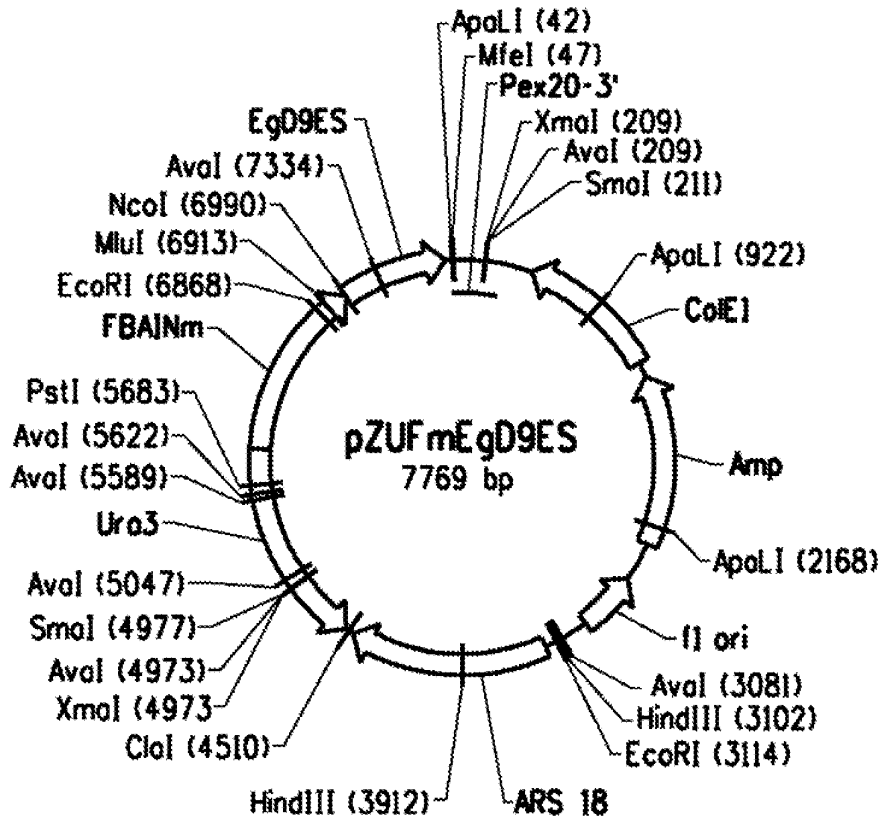 ApaLI (42)
MfeI (47)
Pex20-3'
XmaI (209)
AvaI (209)
SmaI (211)
ApaLI (922)
ColE1
Amp
ApaLI (2168)
f1 ori
AvaI (3081)
HindIII (3102)
EcoRI (3114)
ARS 18
HindIII (3912)
ClaI (4510)
XmaI (4973
AvaI (4973)
SmaI (4977)
AvaI (5047)
Ura3
AvaI (5589)
AvaI (5622)
PstI (5683)
FBAINm
EcoRI (6868)
MluI (6913)
NcoI (6990)
AvaI (7334)
EgD9ES
pZUFmEgD9ES
7769 bp